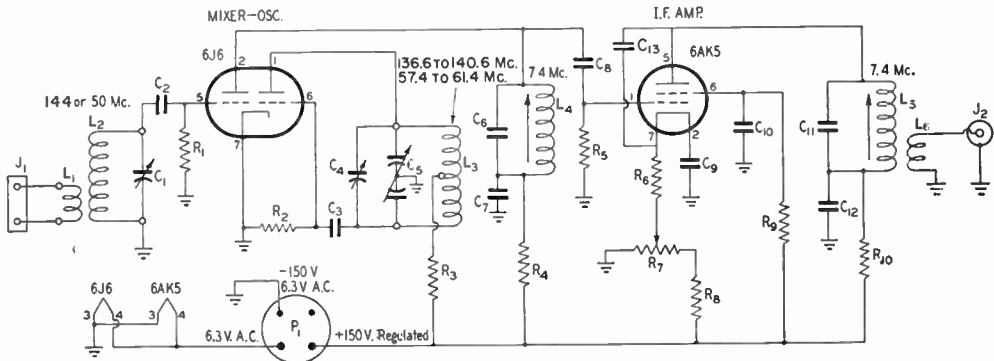 MIXER-OSC.
I.F. AMP.
6J6
6AK5
136.6 to 140.6 Mc.
57.4 to 61.4 Mc.
7.4 Mc.
7.4 Mc.
144 or 50 Mc.
J1
L1
L2
C1
C2
R1
5
2
1
6
7
R2
C3
C4
C5
L3
R3
C6
C7
L4
R4
C8
R5
C13
5
1
6
7
2
R6
C9
C10
R7
R8
R9
C11
C12
L5
L6
J2
R10
6J6
6AK5
3
4
3
4
-150 V
6.3 V A.C.
P1
6.3 V. A.C.
+150 V. Regulated